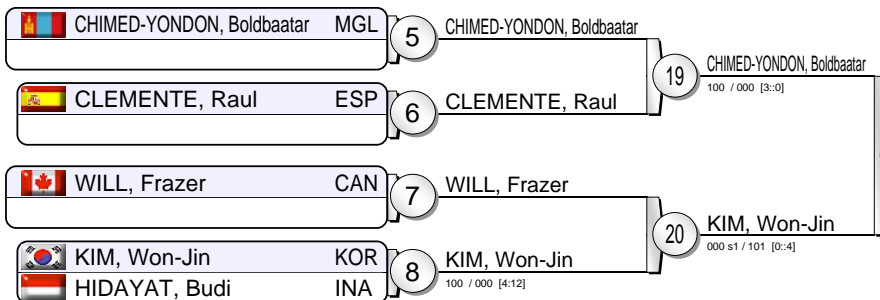 CHIMED-YONDON, Boldbaatar MGL
5
CHIMED-YONDON, Boldbaatar
19
CHIMED-YONDON, Boldbaatar
100 / 000 [3::0]
CLEMENTE, Raul ESP
6
CLEMENTE, Raul
WILL, Frazer CAN
7
WILL, Frazer
20
KIM, Won-Jin
000 s1 / 101 [0::4]
KIM, Won-Jin KOR
8
KIM, Won-Jin
100 / 000 [4:12]
HIDAYAT, Budi INA